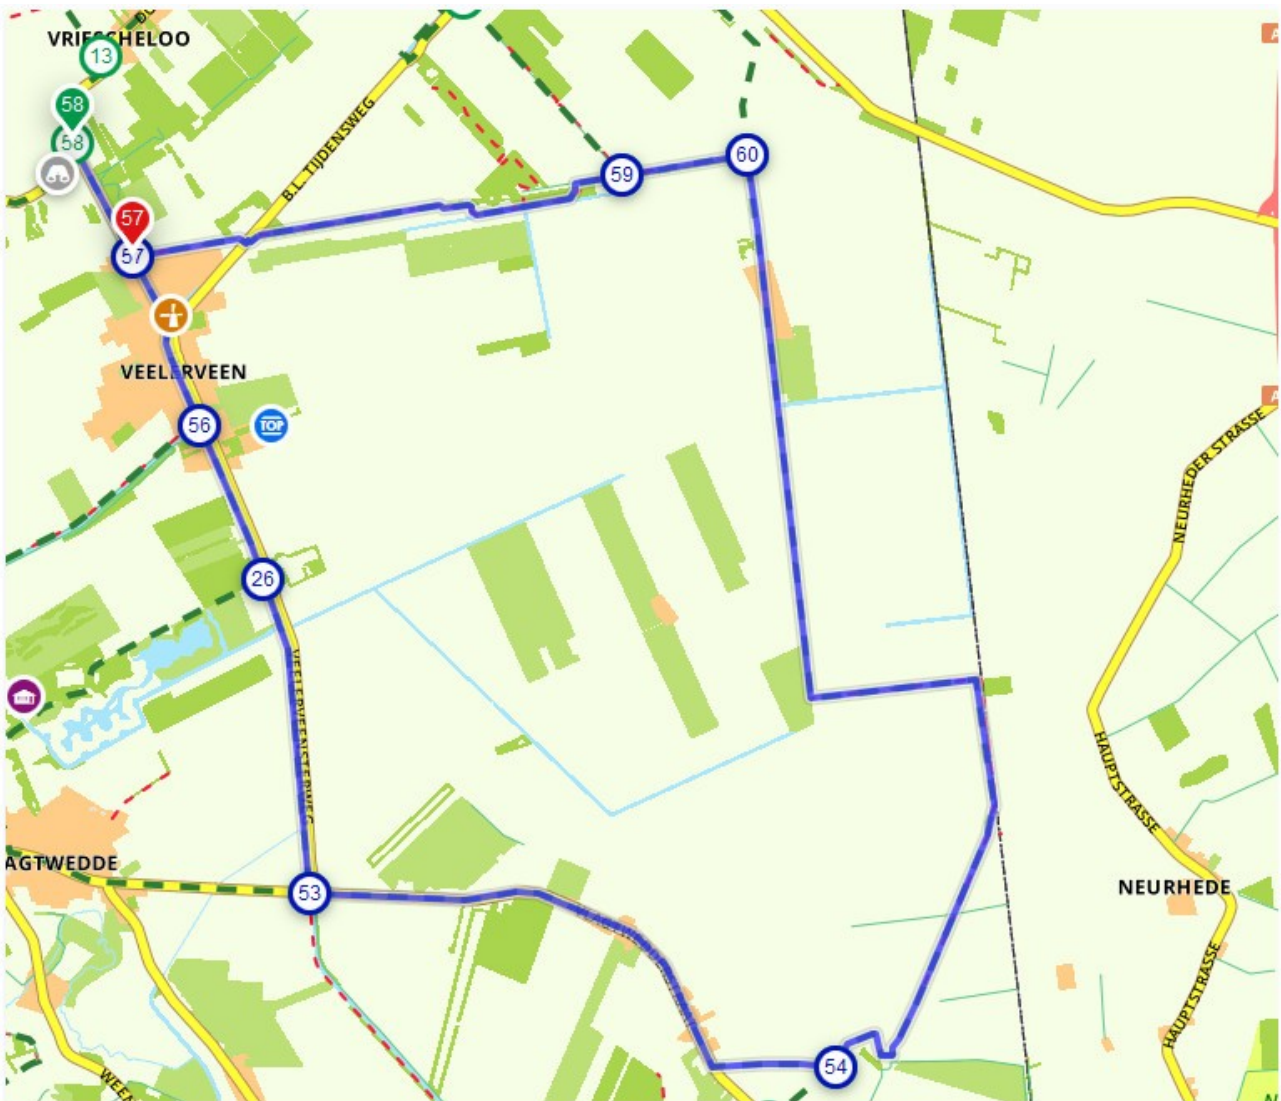 VRIESCHELOO
13
58
58
B.L. TIJDENSWEG
60
59
57
57
VEELERVEEN
56
TOP
NEURHEDER STRASSE
26
VEELERVEENSTERWEG
HAUPTSTRASSE
AGTWEDDE
NEURHEDE
53
HAUPTSTRASSE
54